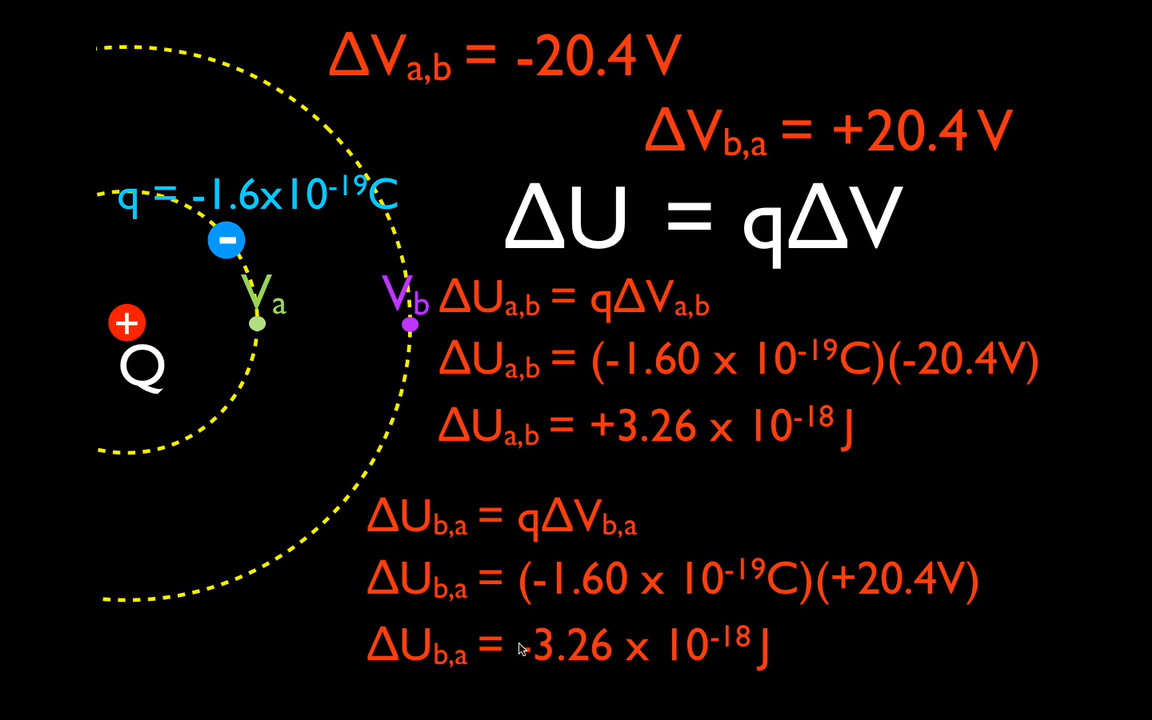 ΔVa,b = -20.4 V
ΔVb,a = +20.4 V
q = -1.6x10⁻¹⁹C
ΔU = qΔV
-
Va
Vb
ΔUa,b = qΔVa,b
+
Q
ΔUa,b = (-1.60 x 10⁻¹⁹C)(-20.4V)
ΔUa,b = +3.26 x 10⁻¹⁸ J
ΔUb,a = qΔVb,a
ΔUb,a = (-1.60 x 10⁻¹⁹C)(+20.4V)
ΔUb,a = -3.26 x 10⁻¹⁸ J